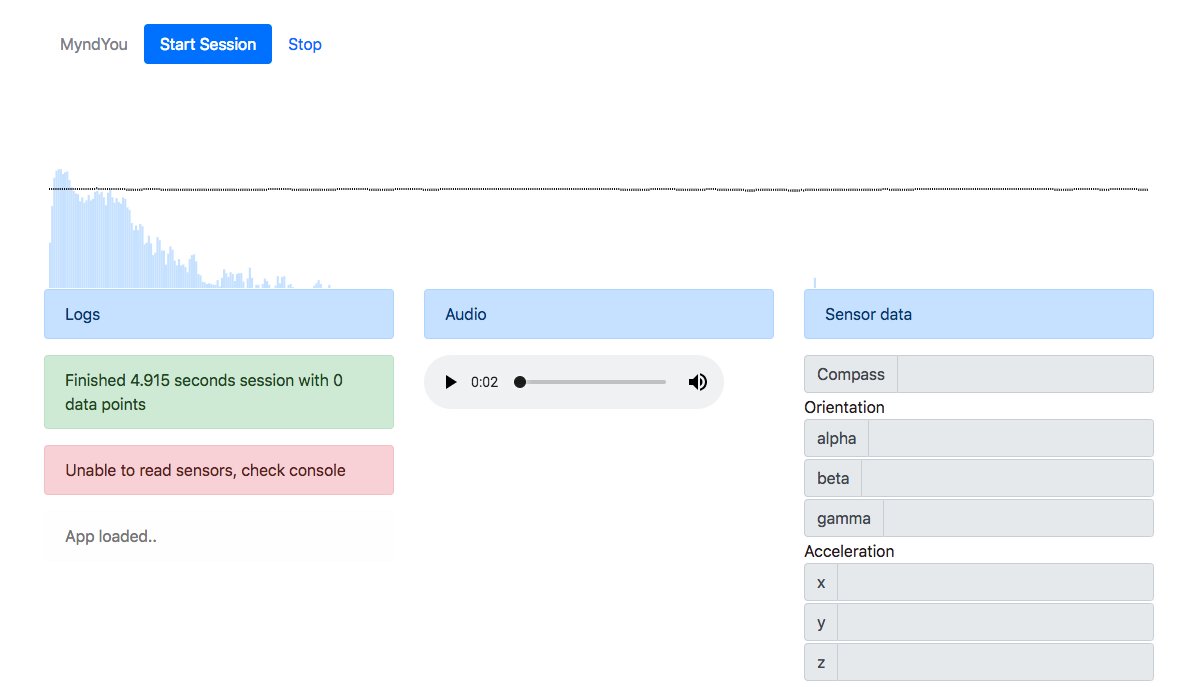 MyndYou Start Session Stop
Logs
Finished 4.915 seconds session with 0
data points
Unable to read sensors, check console
App loaded..
Audio
0:02
Sensor data
Compass
Orientation
alpha
beta
gamma
Acceleration
x
y
z